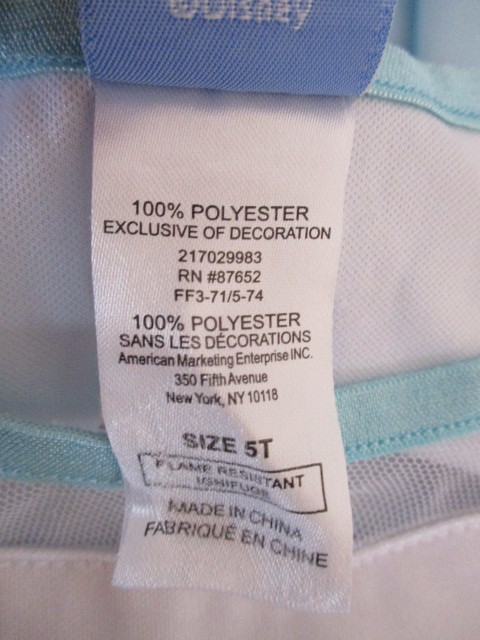 ©Disney
100% POLYESTER
EXCLUSIVE OF DECORATION
217029983
RN #87652
FF3-71/5-74
100% POLYESTER
SANS LES DÉCORATIONS
American Marketing Enterprise INC.
350 Fifth Avenue
New York, NY 10118
SIZE 5T
FLAME RESISTANT
IGNIFUGE
MADE IN CHINA
FABRIQUÉ EN CHINE